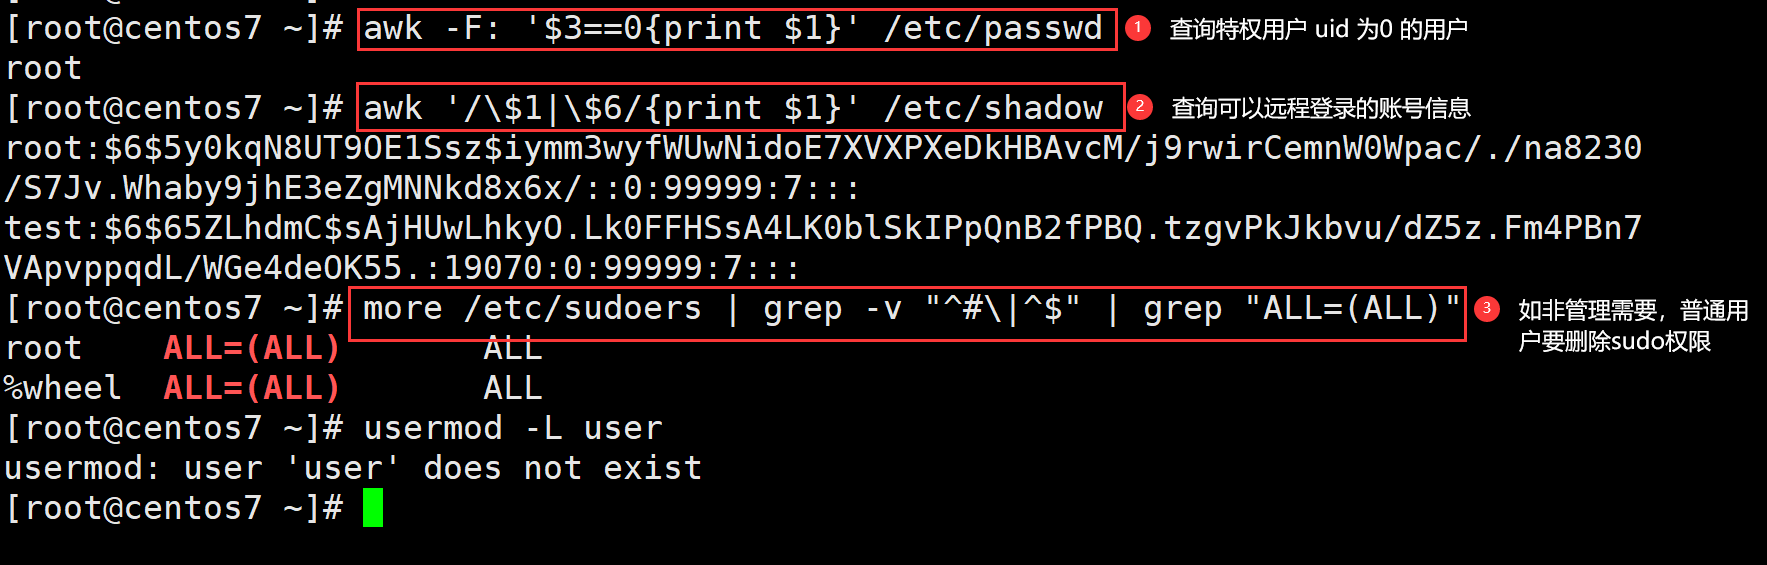 [root@centos7 ~]# awk -F: '$3==0{print $1}' /etc/passwd 1 查询特权用户 uid 为0 的用户
root
[root@centos7 ~]# awk '/\$1|\$6/{print $1}' /etc/shadow 2 查询可以远程登录的账号信息
root:$6$5y0kqN8UT9OE1Ssz$iymm3wyfWUwNidoE7XVXPXeDkHBAvcM/j9rwirCemnW0Wpac/./na8230
/S7Jv.Whaby9jhE3eZgMNNkd8x6x/::0:99999:7:::
test:$6$65ZLhdmC$sAjHUwLhkyO.Lk0FFHSsA4LK0blSkIPpQnB2fPBQ.tzgvPkJkbvu/dZ5z.Fm4PBn7
VApvppqdL/WGe4deOK55.:19070:0:99999:7:::
[root@centos7 ~]# more /etc/sudoers | grep -v "^#\|^$" | grep "ALL=(ALL)" 3 如非管理需要，普通用
户要删除sudo权限
root ALL=(ALL) ALL
%wheel ALL=(ALL) ALL
[root@centos7 ~]# usermod -L user
usermod: user 'user' does not exist
[root@centos7 ~]#